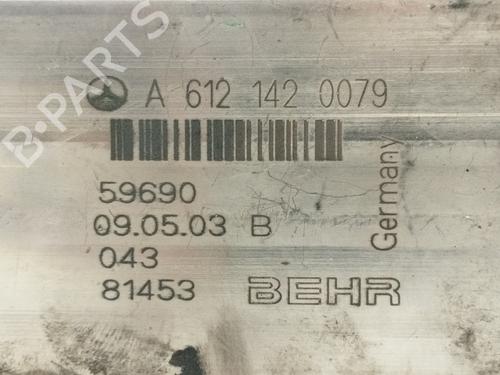 B-PARTS
A 612 142 0079
Germany
59690
09.05.03 B
043
81453 BEHR